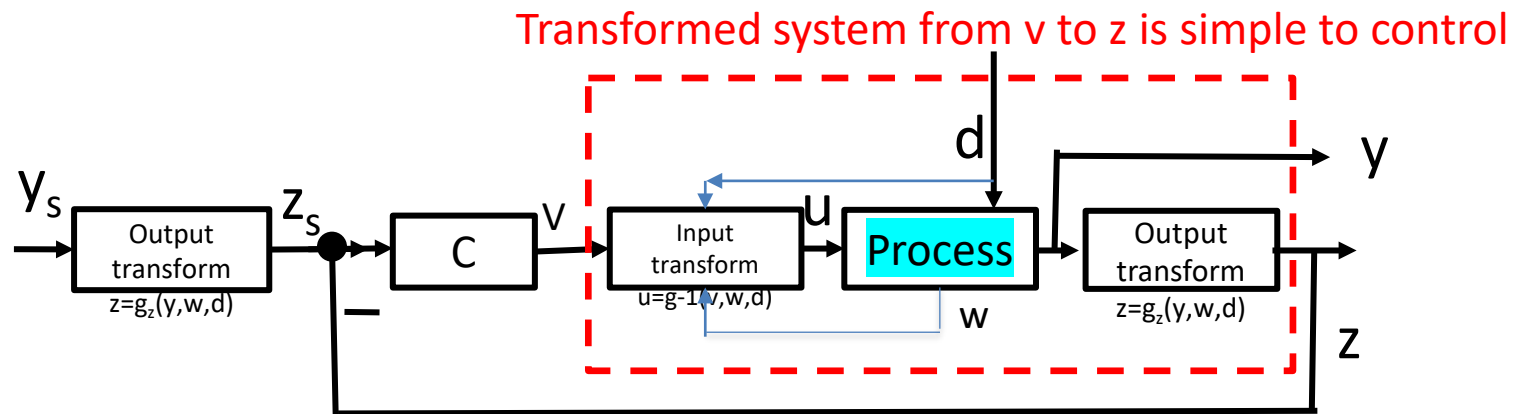 Transformed system from v to z is simple to control
d
y
ys
zs
v
u
Output
transform
z=gz(y,w,d)
C
Input
transform
u=g-1(v,w,d)
Process
Output
transform
z=gz(y,w,d)
w
z